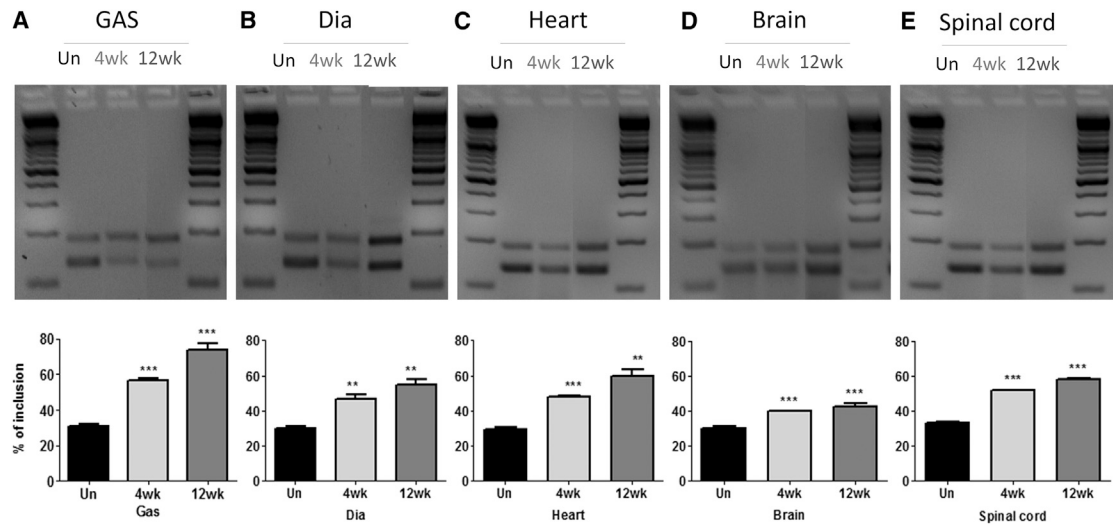 A GAS
Un 4wk 12wk
B Dia
Un 4wk 12wk
C Heart
Un 4wk 12wk
D Brain
Un 4wk 12wk
E Spinal cord
Un 4wk 12wk
% of inclusion
80
60
40
20
0
***
***
Un 4wk 12wk
Gas
80
60
40
20
0
**
**
Un 4wk 12wk
Dia
80
60
40
20
0
***
**
Un 4wk 12wk
Heart
80
60
40
20
0
***
***
Un 4wk 12wk
Brain
80
60
40
20
0
***
***
Un 4wk 12wk
Spinal cord